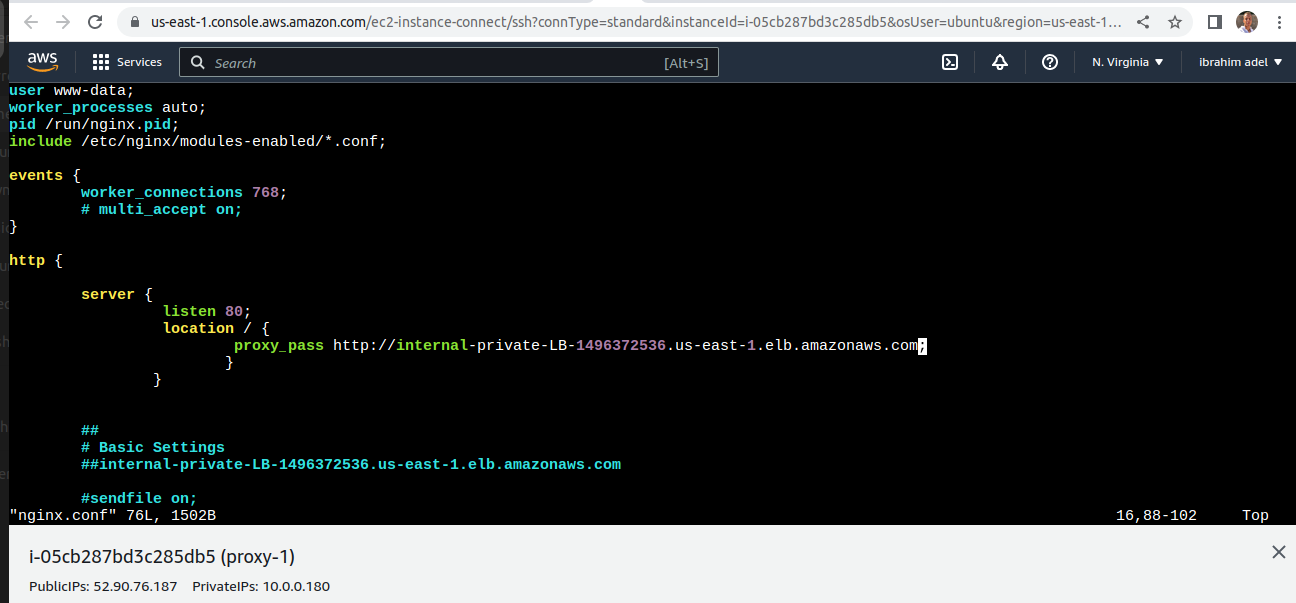 us-east-1.console.aws.amazon.com/ec2-instance-connect/ssh?connType=standard&instanceId=i-05cb287bd3c285db5&osUser=ubuntu&region=us-east-1...
aws Services Search [Alt+S] N. Virginia ibrahim adel
user www-data;
worker_processes auto;
pid /run/nginx.pid;
include /etc/nginx/modules-enabled/*.conf;
events {
worker_connections 768;
# multi_accept on;
}
http {
server {
listen 80;
location / {
proxy_pass http://internal-private-LB-1496372536.us-east-1.elb.amazonaws.com;
}
}
##
# Basic Settings
##internal-private-LB-1496372536.us-east-1.elb.amazonaws.com
#sendfile on;
"nginx.conf" 76L, 1502B 16,88-102 Top
i-05cb287bd3c285db5 (proxy-1)
PublicIPs: 52.90.76.187 PrivateIPs: 10.0.0.180